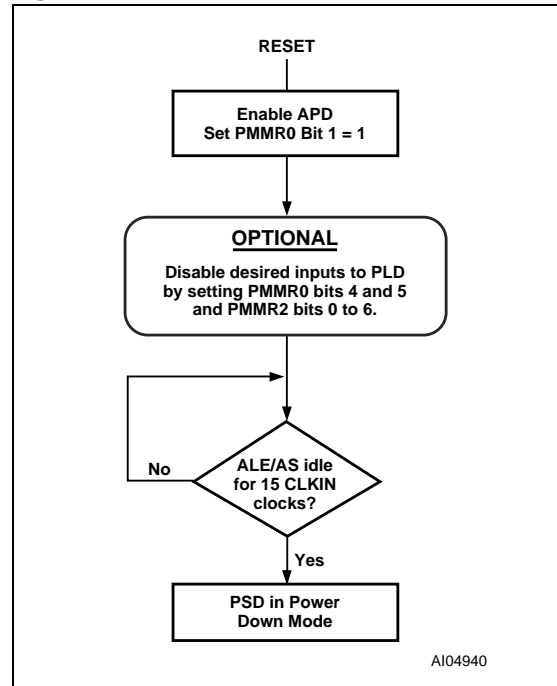 RESET
Enable APD
Set PMMR0 Bit 1 = 1
OPTIONAL
Disable desired inputs to PLD
by setting PMMR0 bits 4 and 5
and PMMR2 bits 0 to 6.
No
ALE/AS idle
for 15 CLKIN
clocks?
Yes
PSD in Power
Down Mode
AI04940